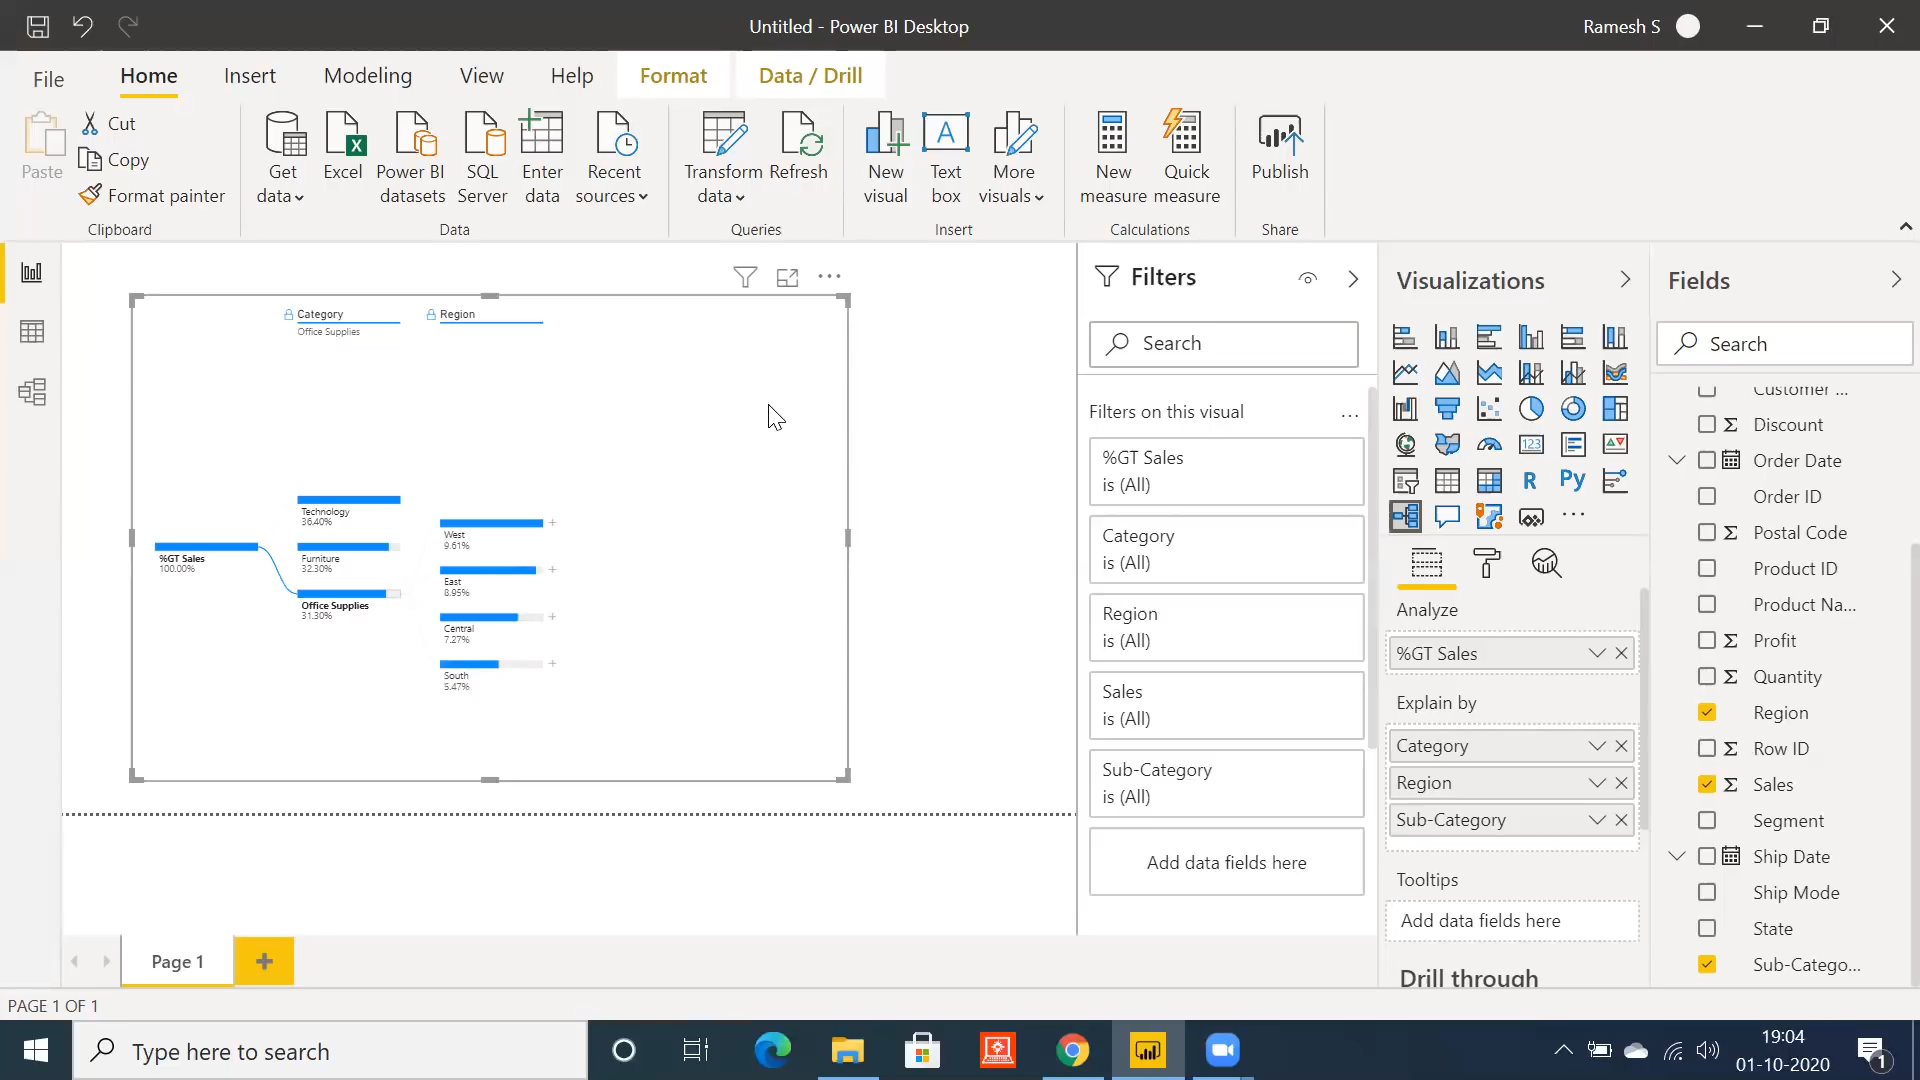 Untitled - Power BI Desktop
Ramesh S
File
Home
Insert
Modeling
View
Help
Format
Data / Drill
Paste
Cut
Copy
Format painter
Clipboard
Get data
Excel
Power BI datasets
SQL Server
Enter data
Recent sources
Data
Transform data
Refresh
Queries
New visual
Text box
More visuals
Insert
New measure
Quick measure
Calculations
Publish
Share
Category
Office Supplies
Region
%GT Sales
100.00%
Technology
36.40%
Furniture
32.30%
Office Supplies
31.30%
West
9.61%
East
8.95%
Central
7.27%
South
5.47%
Filters
Search
Filters on this visual
...
%GT Sales
is (All)
Category
is (All)
Region
is (All)
Sales
is (All)
Sub-Category
is (All)
Add data fields here
Visualizations
123
R
Py
...
Analyze
%GT Sales
Explain by
Category
Region
Sub-Category
Tooltips
Add data fields here
Drill through
Fields
Search
Customer ...
Discount
Order Date
Order ID
Postal Code
Product ID
Product Na...
Profit
Quantity
Region
Row ID
Sales
Segment
Ship Date
Ship Mode
State
Sub-Catego...
Page 1
PAGE 1 OF 1
Type here to search
19:04
01-10-2020
1